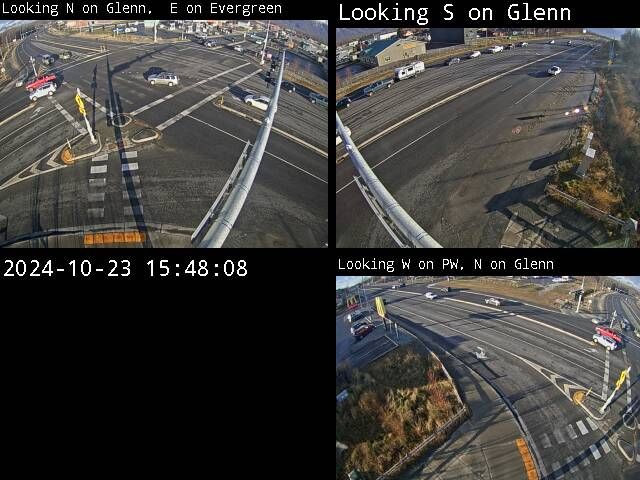 Looking N on Glenn, E on Evergreen
Looking S on Glenn
2024-10-23 15:48:08
Looking W on PW, N on Glenn